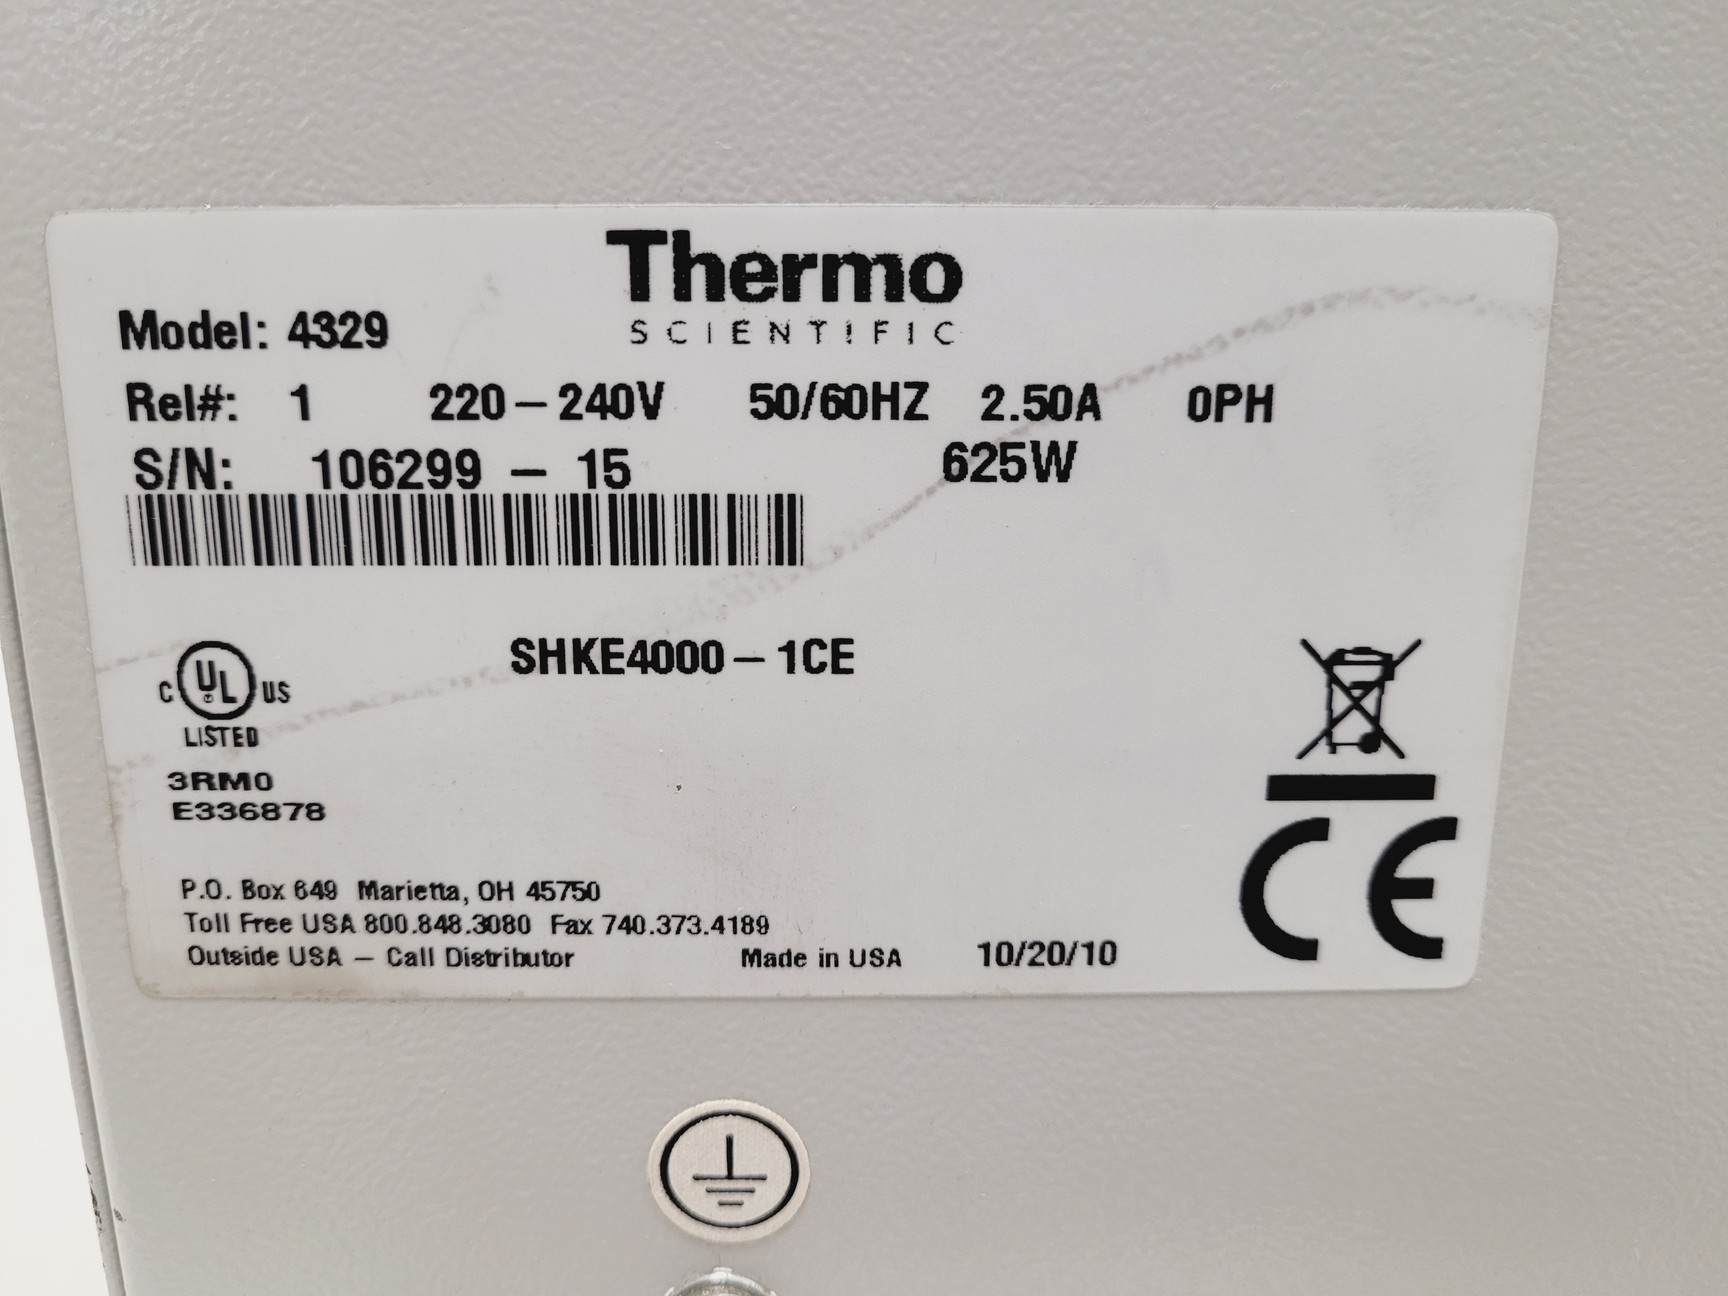 Thermo
SCIENTIFIC
Model: 4329
Rel#: 1 220-240V 50/60HZ 2.50A 0PH
S/N: 106299 - 15 625W
SHKE4000-1CE
C UL US
LISTED
3RM0
E336878
CE
P.O. Box 649 Marietta, OH 45750
Toll Free USA 800.848.3080 Fax 740.373.4189
Outside USA - Call Distributor Made in USA 10/20/10